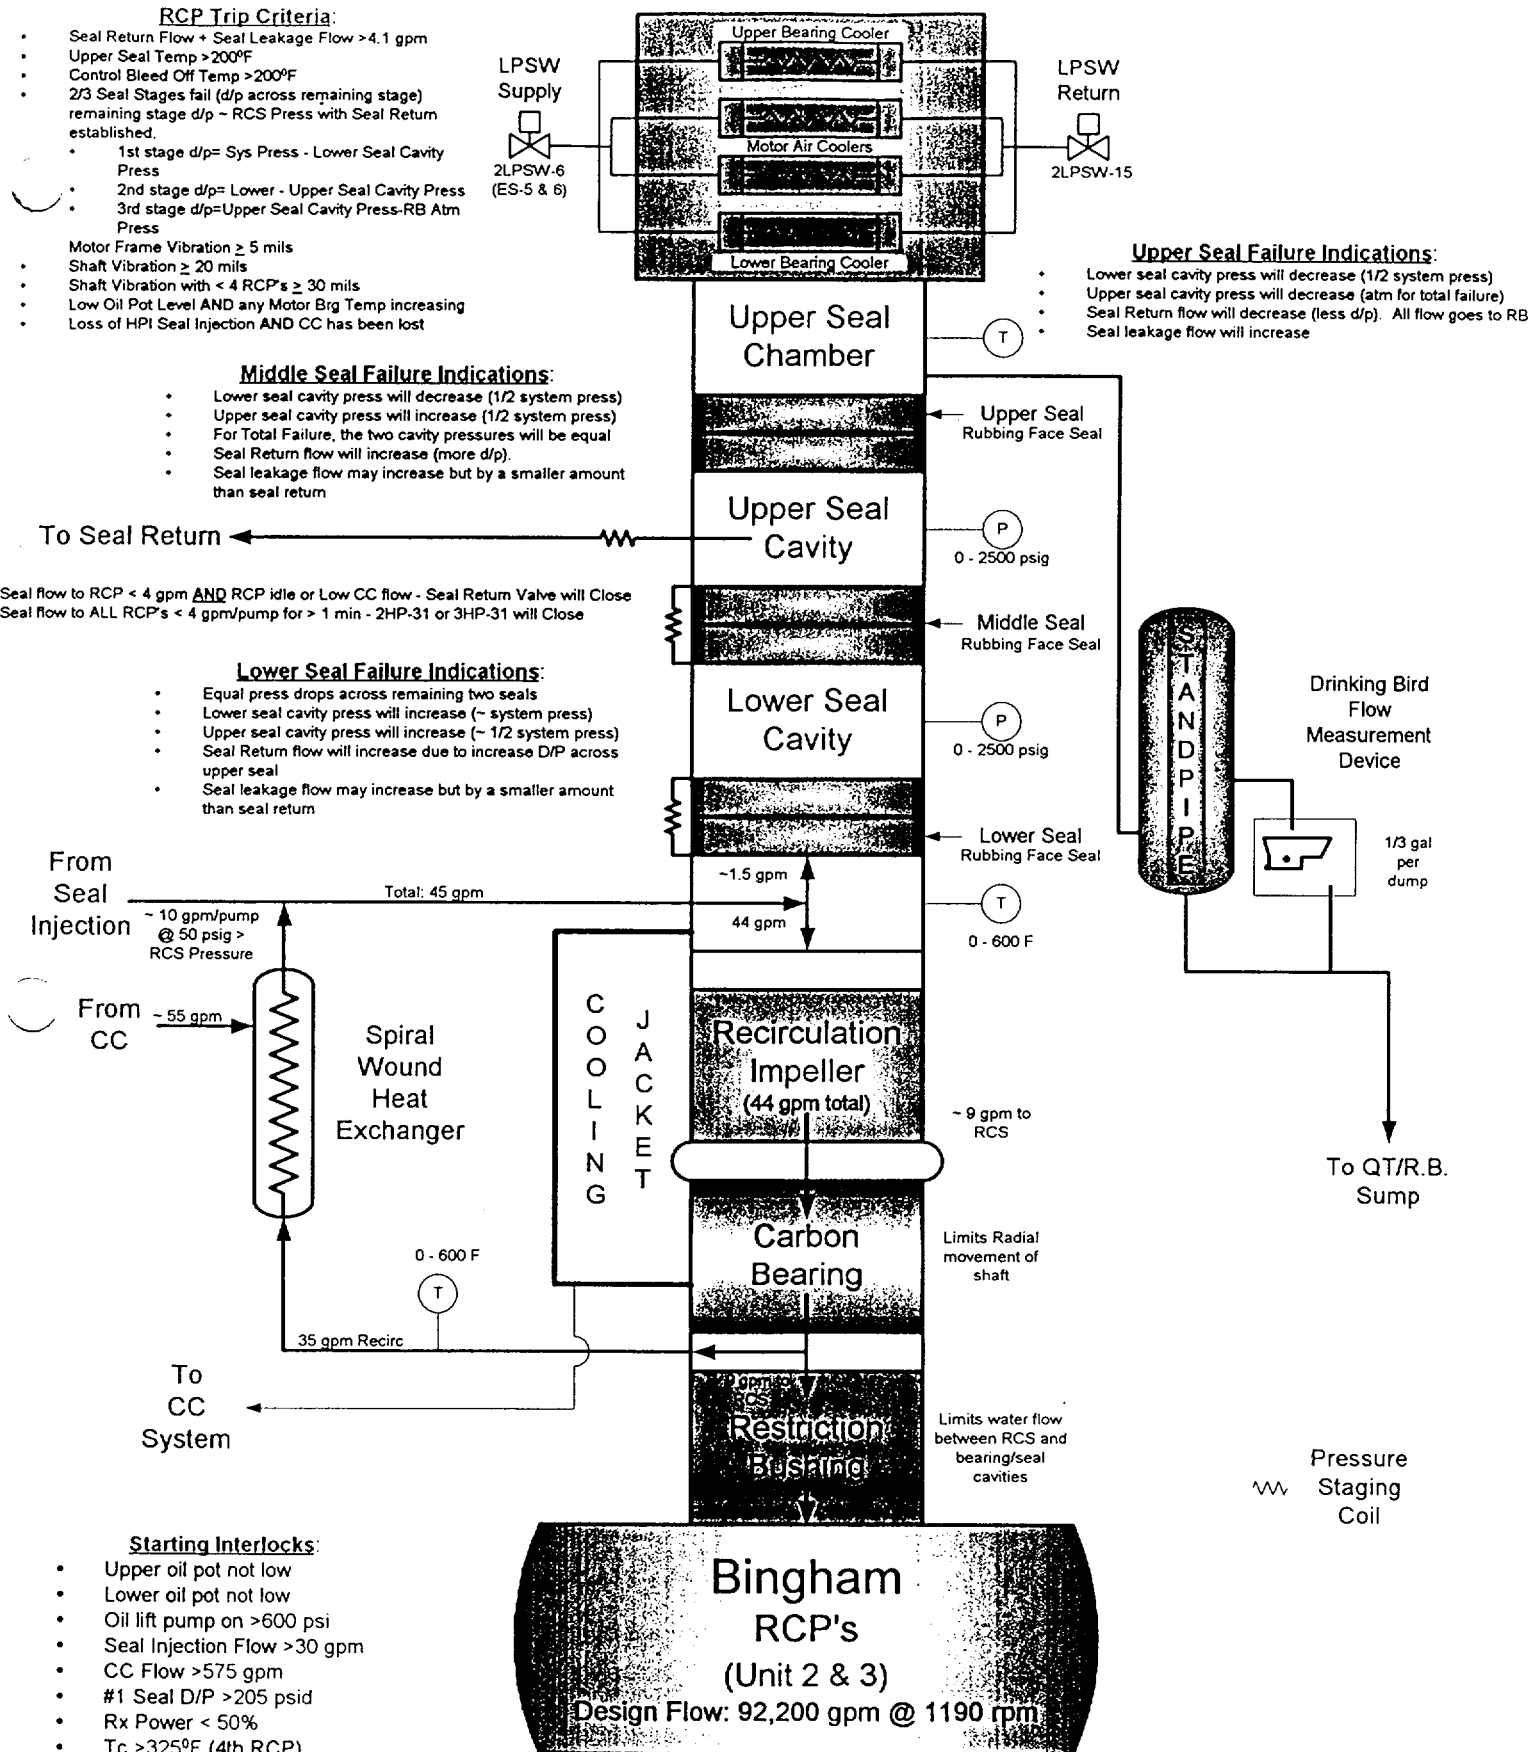 RCP Trip Criteria:
• Seal Return Flow + Seal Leakage Flow >4.1 gpm
• Upper Seal Temp >200ºF
• Control Bleed Off Temp >200ºF
• 2/3 Seal Stages fail (d/p across remaining stage)
remaining stage d/p ~ RCS Press with Seal Return
established.
• 1st stage d/p= Sys Press - Lower Seal Cavity
Press
• 2nd stage d/p= Lower - Upper Seal Cavity Press
• 3rd stage d/p=Upper Seal Cavity Press-RB Atm
Press
Motor Frame Vibration ≥ 5 mils
• Shaft Vibration ≥ 20 mils
• Shaft Vibration with < 4 RCP's ≥ 30 mils
• Low Oil Pot Level AND any Motor Brg Temp increasing
• Loss of HPI Seal Injection AND CC has been lost
LPSW
Supply
2LPSW-6
(ES-5 & 6)
Upper Bearing Cooler
Motor Air Coolers
Lower Bearing Cooler
LPSW
Return
2LPSW-15
Upper Seal Failure Indications:
• Lower seal cavity press will decrease (1/2 system press)
• Upper seal cavity press will decrease (atm for total failure)
• Seal Return flow will decrease (less d/p). All flow goes to RB
• Seal leakage flow will increase
Upper Seal
Chamber
T
Middle Seal Failure Indications:
• Lower seal cavity press will decrease (1/2 system press)
• Upper seal cavity press will increase (1/2 system press)
• For Total Failure, the two cavity pressures will be equal
• Seal Return flow will increase (more d/p).
• Seal leakage flow may increase but by a smaller amount
than seal return
Upper Seal
Rubbing Face Seal
To Seal Return
Upper Seal
Cavity
P
0 - 2500 psig
Seal flow to RCP < 4 gpm AND RCP idle or Low CC flow - Seal Return Valve will Close
Seal flow to ALL RCP's < 4 gpm/pump for > 1 min - 2HP-31 or 3HP-31 will Close
Middle Seal
Rubbing Face Seal
Lower Seal Failure Indications:
• Equal press drops across remaining two seals
• Lower seal cavity press will increase (~ system press)
• Upper seal cavity press will increase (~ 1/2 system press)
• Seal Return flow will increase due to increase D/P across
upper seal
• Seal leakage flow may increase but by a smaller amount
than seal return
Lower Seal
Cavity
P
0 - 2500 psig
Lower Seal
Rubbing Face Seal
STANDPIPE
Drinking Bird
Flow
Measurement
Device
1/3 gal
per
dump
From
Seal
Injection
Total: 45 gpm
~ 10 gpm/pump
@ 50 psig >
RCS Pressure
~1.5 gpm
44 gpm
T
0 - 600 F
From
CC
~ 55 gpm
Spiral
Wound
Heat
Exchanger
COOLING
JACKET
Recirculation
Impeller
(44 gpm total)
~ 9 gpm to
RCS
To QT/R.B.
Sump
Carbon
Bearing
Limits Radial
movement of
shaft
0 - 600 F
T
35 gpm Recirc
To
CC
System
RCS
Restriction
Bushing
Limits water flow
between RCS and
bearing/seal
cavities
Pressure
Staging
Coil
Starting Interlocks:
• Upper oil pot not low
• Lower oil pot not low
• Oil lift pump on >600 psi
• Seal Injection Flow >30 gpm
• CC Flow >575 gpm
• #1 Seal D/P >205 psid
• Rx Power < 50%
• Tc >325ºF (4th RCP)
Bingham
RCP's
(Unit 2 & 3)
Design Flow: 92,200 gpm @ 1190 rpm